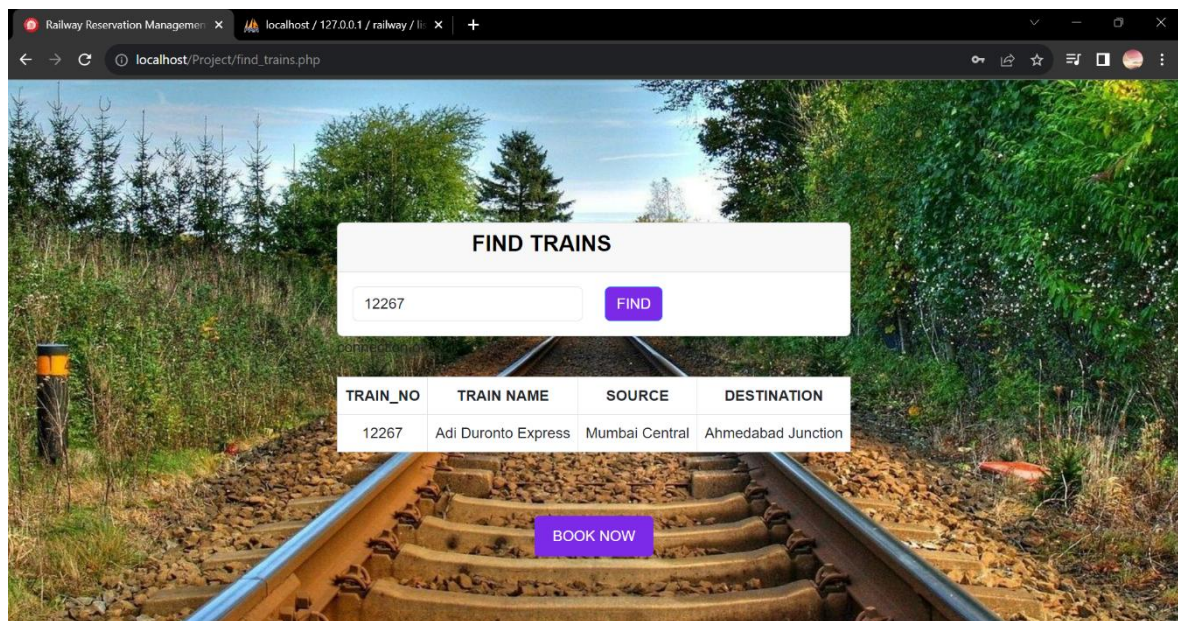 Railway Reservation Managemen
localhost / 127.0.0.1 / railway / lis
localhost/Project/find_trains.php
FIND TRAINS
12267 FIND
TRAIN_NO TRAIN NAME SOURCE DESTINATION
12267 Adi Duronto Express Mumbai Central Ahmedabad Junction
BOOK NOW